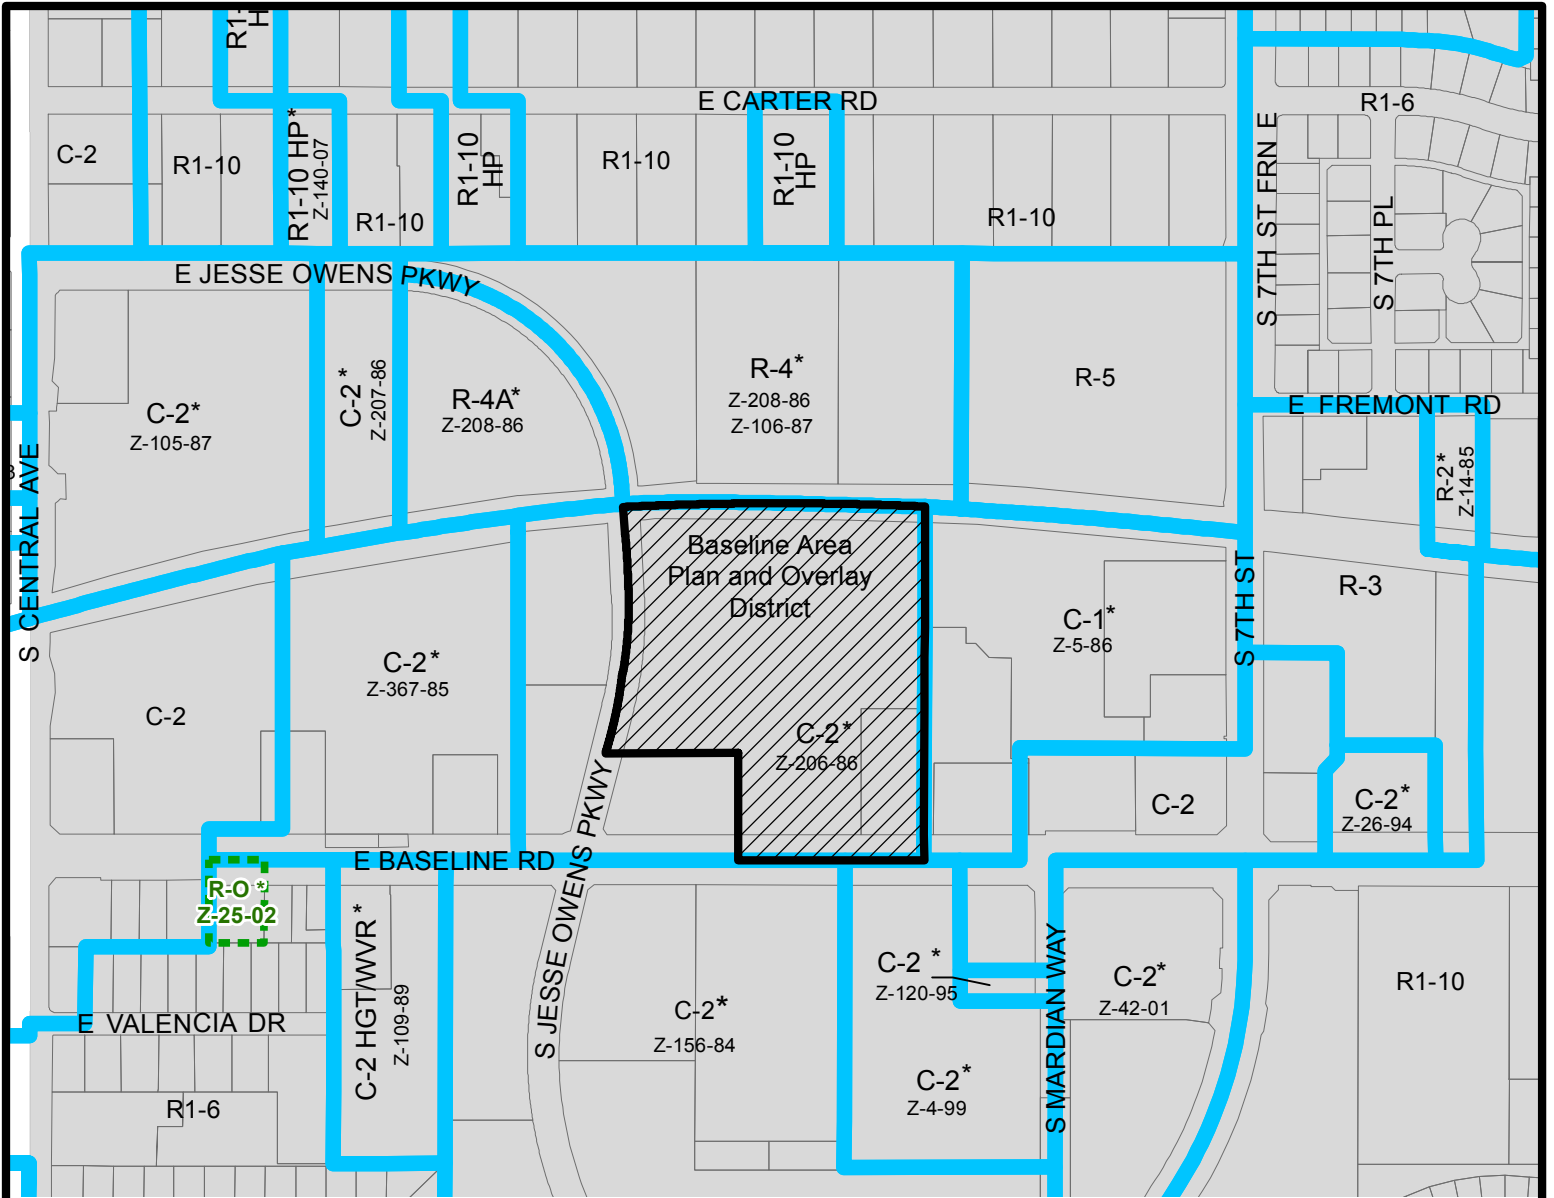 R1-
H
E CARTER RD
R1-6
C-2
R1-10
R1-10 HP*
Z-140-07
R1-10
R1-10
HP
R1-10
R1-10
HP
R1-10
S 7TH ST FRN E
S 7TH PL
E JESSE OWENS PKWY
C-2*
Z-105-87
C-2*
Z-207-86
R-4A*
Z-208-86
R-4*
Z-208-86
Z-106-87
R-5
E FREMONT RD
R-2*
Z-14-85
S CENTRAL AVE
Baseline Area
Plan and Overlay
District
C-2*
Z-206-86
C-1*
Z-5-86
S 7TH ST
R-3
C-2*
Z-367-85
C-2
C-2
C-2*
Z-26-94
E BASELINE RD
S JESSE OWENS PKWY
R-O *
Z-25-02
C-2 HGT/WVR *
Z-109-89
S JESSE OWENS PKWY
C-2*
Z-156-84
C-2 *
Z-120-95
S MARDIAN WAY
C-2*
Z-42-01
R1-10
E VALENCIA DR
C-2*
Z-4-99
R1-6